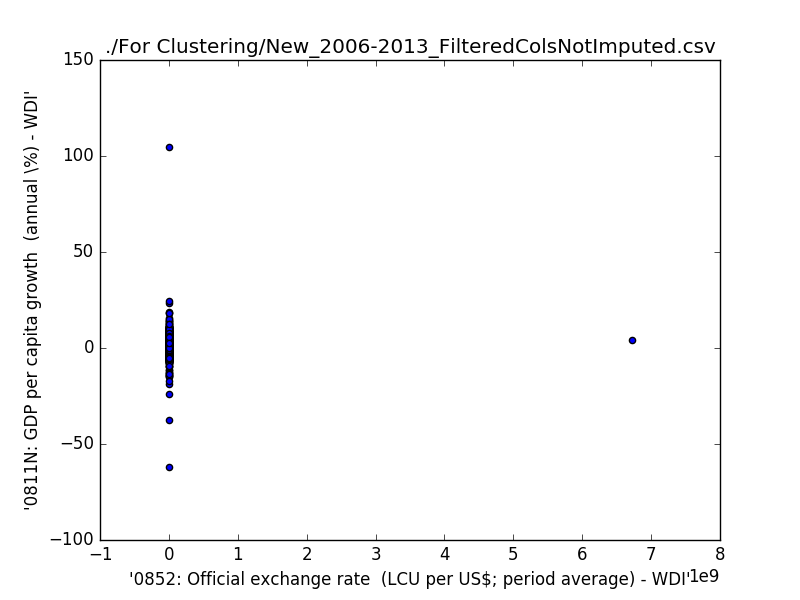 ./For Clustering/New_2006-2013_FilteredColsNotImputed.csv
150
100
50
0
−50
−100
'0811N: GDP per capita growth  (annual \%) - WDI'
−1 0 1 2 3 4 5 6 7 8
1e9
'0852: Official exchange rate  (LCU per US$; period average) - WDI'